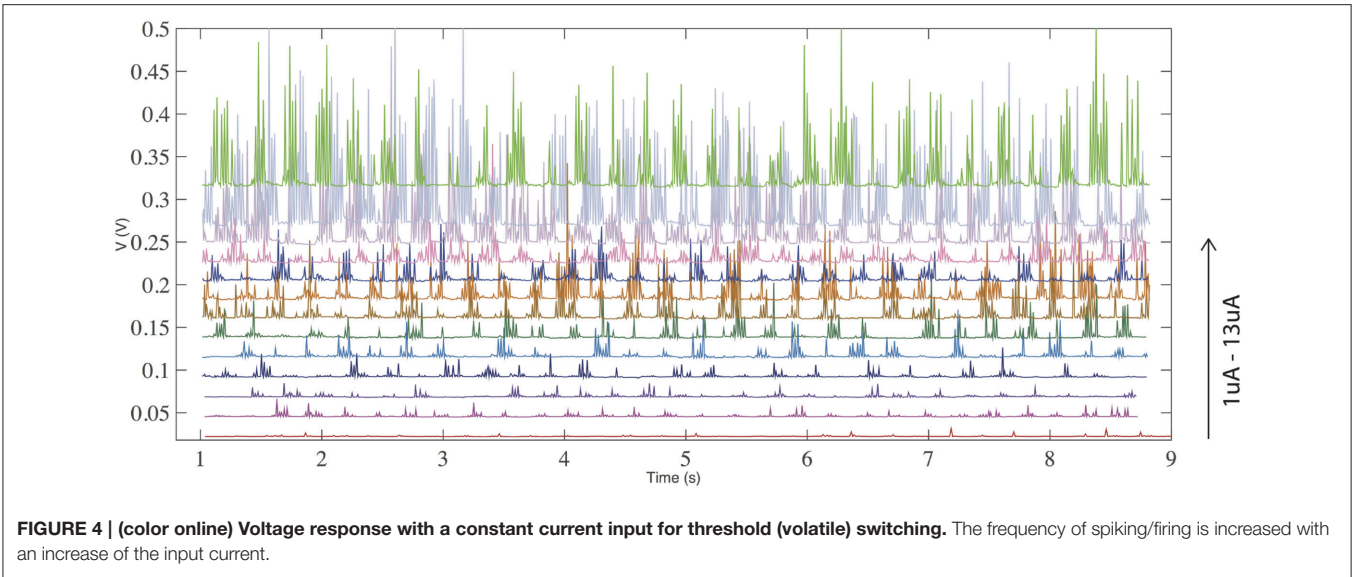 0.5
0.45
0.4
0.35
0.3
0.25
0.2
0.15
0.1
0.05
V (V)
1 2 3 4 5 6 7 8 9
Time (s)
1uA - 13uA
FIGURE 4 | (color online) Voltage response with a constant current input for threshold (volatile) switching. The frequency of spiking/firing is increased with
an increase of the input current.